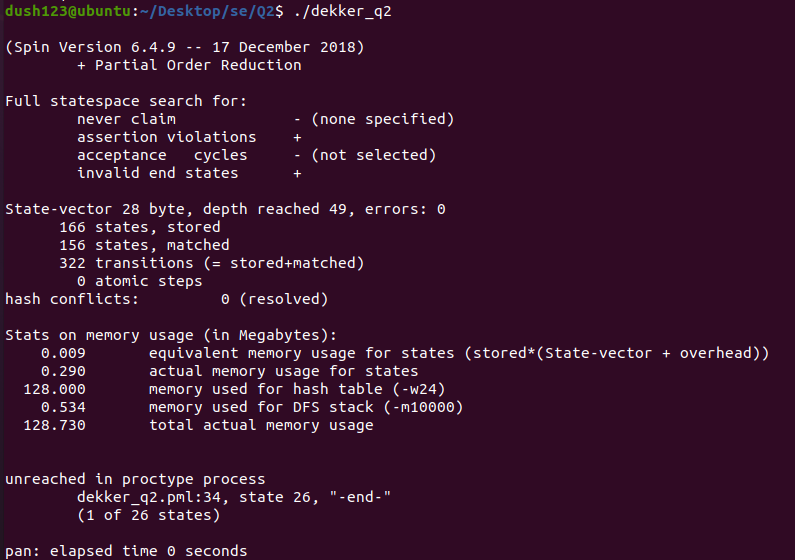 dush123@ubuntu:~/Desktop/se/Q2$ ./dekker_q2
(Spin Version 6.4.9 -- 17 December 2018)
+ Partial Order Reduction
Full statespace search for:
never claim - (none specified)
assertion violations +
acceptance cycles - (not selected)
invalid end states +
State-vector 28 byte, depth reached 49, errors: 0
166 states, stored
156 states, matched
322 transitions (= stored+matched)
0 atomic steps
hash conflicts: 0 (resolved)
Stats on memory usage (in Megabytes):
0.009 equivalent memory usage for states (stored*(State-vector + overhead))
0.290 actual memory usage for states
128.000 memory used for hash table (-w24)
0.534 memory used for DFS stack (-m10000)
128.730 total actual memory usage
unreached in proctype process
dekker_q2.pml:34, state 26, "-end-"
(1 of 26 states)
pan: elapsed time 0 seconds